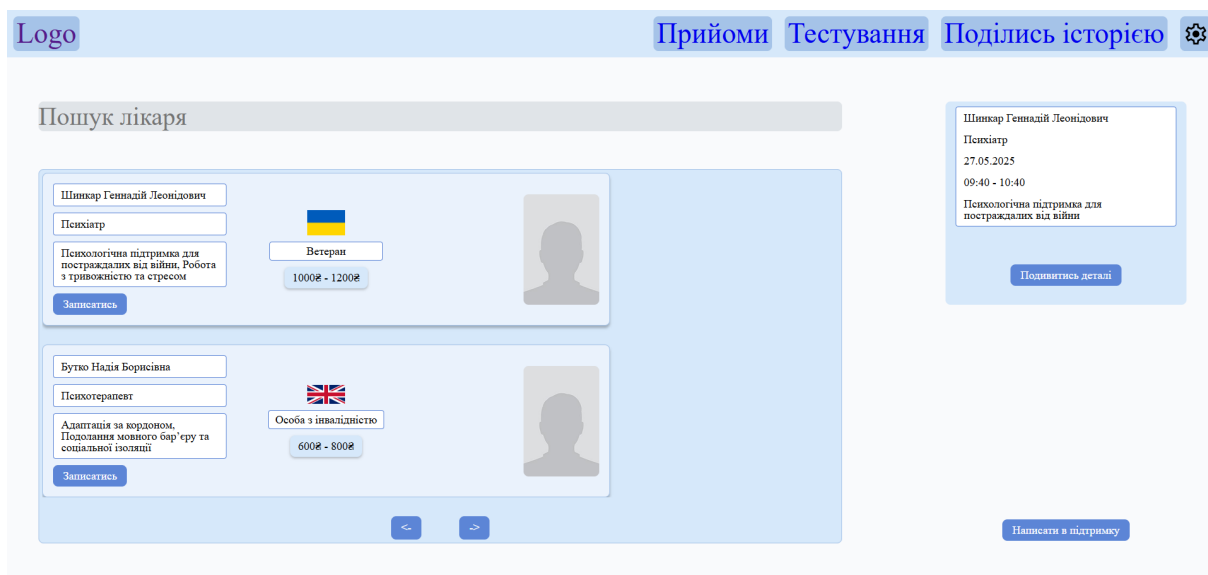 Logo
Прийоми Тестування Поділись історією
Пошук лікаря
Шинкар Геннадій Леонідович
Психіатр
Психологічна підтримка для
постраждалих від війни, Робота
з тривожністю та стресом
Записатись
Ветеран
1000₴ - 1200₴
Бутко Надія Борисівна
Психотерапевт
Адаптація за кордоном,
Подолання мовного бар’єру та
соціальної ізоляції
Записатись
Особа з інвалідністю
600₴ - 800₴
<- ->
Шинкар Геннадій Леонідович
Психіатр
27.05.2025
09:40 - 10:40
Психологічна підтримка для
постраждалих від війни
Подивитись деталі
Написати в підтримку